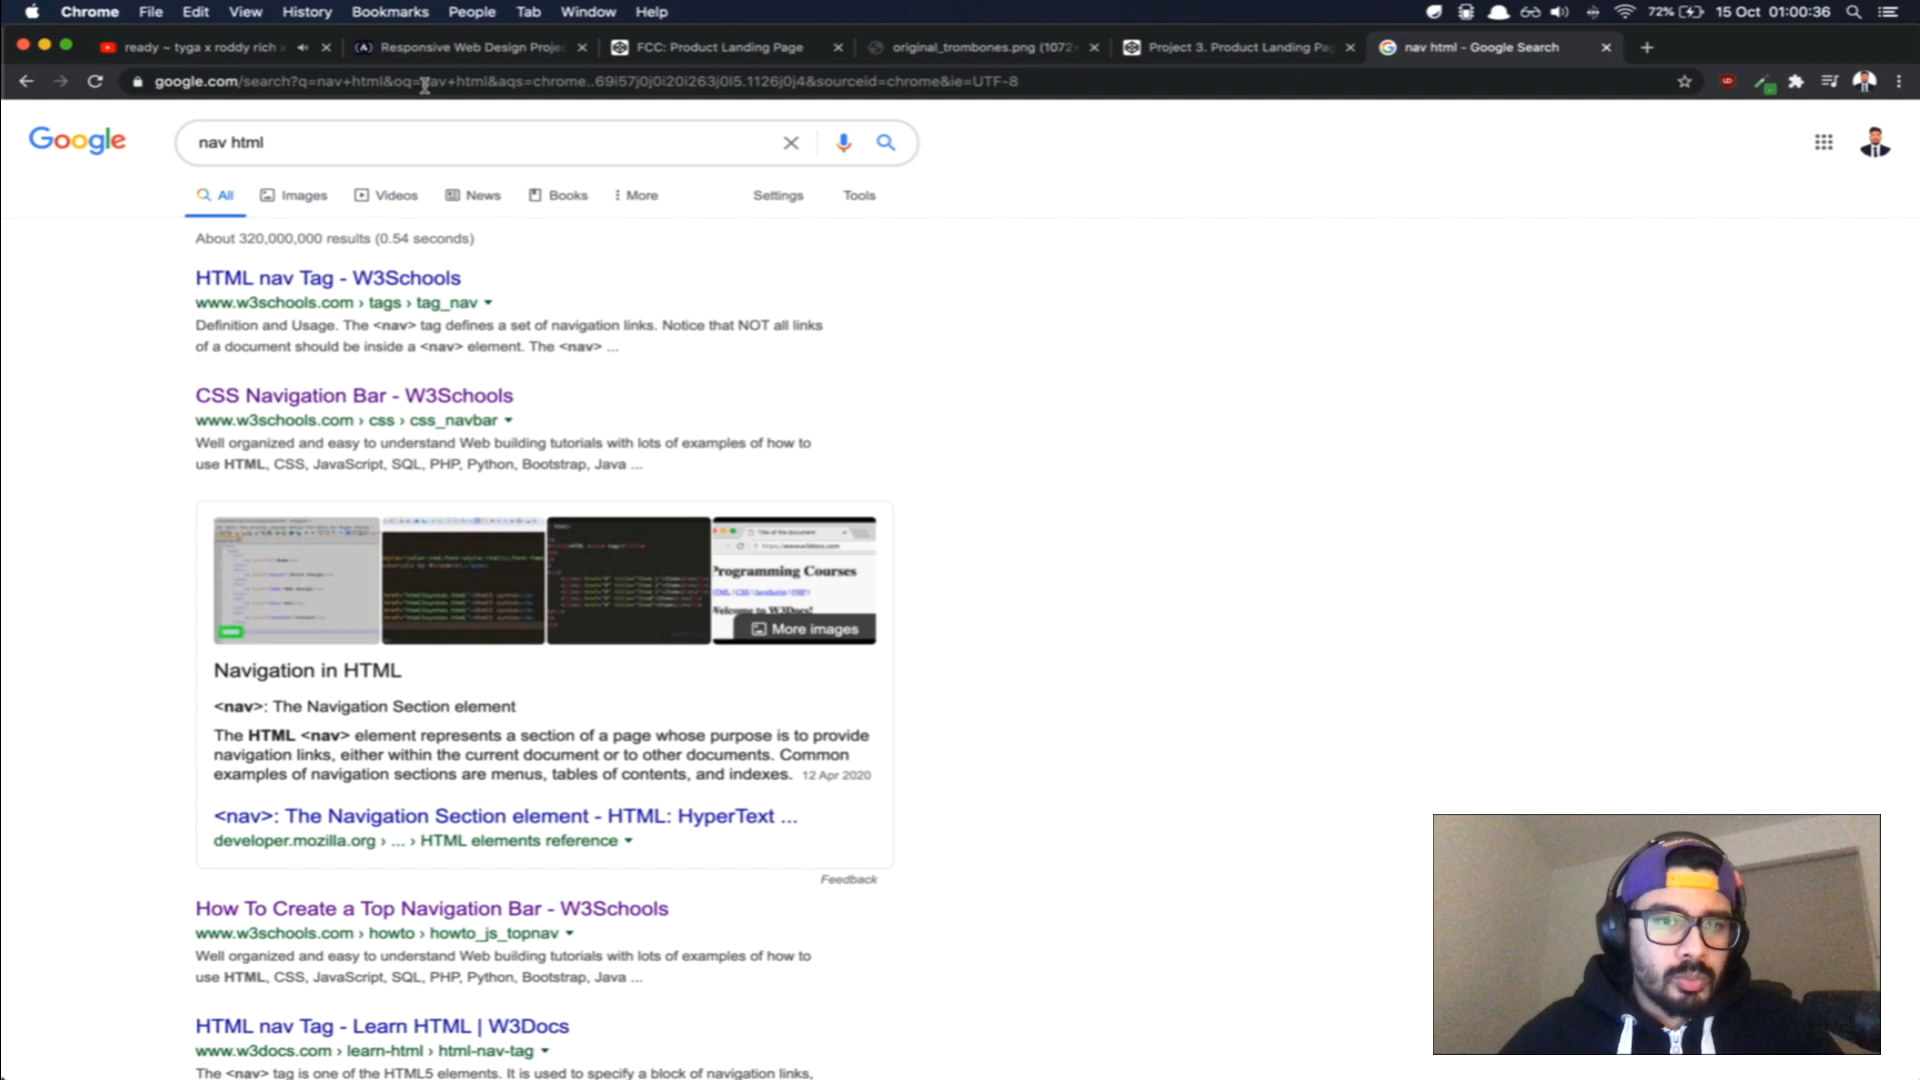 Chrome File Edit View History Bookmarks People Tab Window Help 72% 15 Oct 01:00:36
ready ~ tyga x roddy rich Responsive Web Design Projec FCC: Product Landing Page original_trombones.png (1072× Project 3. Product Landing Pag nav html - Google Search
google.com/search?q=nav+html&oq=nav+html&aqs=chrome..69i57j0j0i20i263j0l5.1126j0j4&sourceid=chrome&ie=UTF-8
Google nav html
All Images Videos News Books More Settings Tools
About 320,000,000 results (0.54 seconds)
HTML nav Tag - W3Schools
www.w3schools.com › tags › tag_nav
Definition and Usage. The <nav> tag defines a set of navigation links. Notice that NOT all links
of a document should be inside a <nav> element. The <nav> ...
CSS Navigation Bar - W3Schools
www.w3schools.com › css › css_navbar
Well organized and easy to understand Web building tutorials with lots of examples of how to
use HTML, CSS, JavaScript, SQL, PHP, Python, Bootstrap, Java ...
Programming Courses
Welcome to W3Docs!
More images
Navigation in HTML
<nav>: The Navigation Section element
The HTML <nav> element represents a section of a page whose purpose is to provide
navigation links, either within the current document or to other documents. Common
examples of navigation sections are menus, tables of contents, and indexes. 12 Apr 2020
<nav>: The Navigation Section element - HTML: HyperText ...
developer.mozilla.org › ... › HTML elements reference
Feedback
How To Create a Top Navigation Bar - W3Schools
www.w3schools.com › howto › howto_js_topnav
Well organized and easy to understand Web building tutorials with lots of examples of how to
use HTML, CSS, JavaScript, SQL, PHP, Python, Bootstrap, Java ...
HTML nav Tag - Learn HTML | W3Docs
www.w3docs.com › learn-html › html-nav-tag
The <nav> tag is one of the HTML5 elements. It is used to specify a block of navigation links,